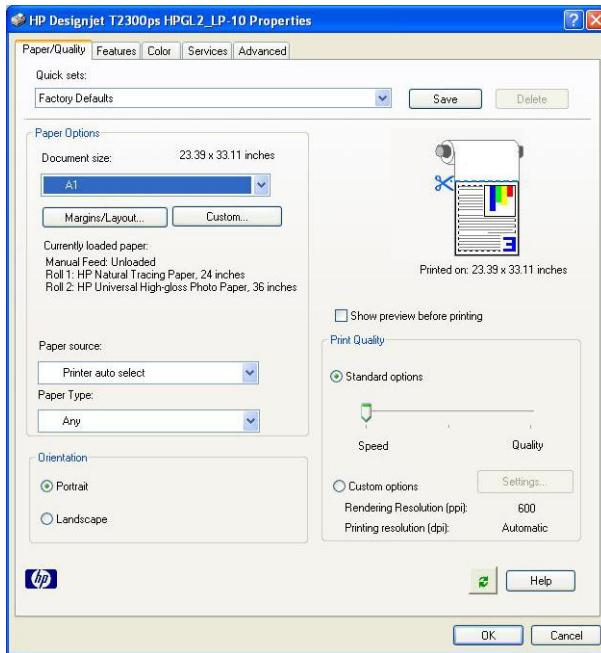 HP Designjet T2300ps HPGL2_LP-10 Properties
Paper/Quality Features Color Services Advanced
Quick sets:
Factory Defaults
Save
Delete
Paper Options
Document size: 23.39 x 33.11 inches
A1
Margins/Layout... Custom...
Currently loaded paper:
Manual Feed: Unloaded
Roll 1: HP Natural Tracing Paper, 24 inches
Roll 2: HP Universal High-gloss Photo Paper, 36 inches
Paper source:
Printer auto select
Paper Type:
Any
Orientation
Portrait
Landscape
3
Printed on: 23.39 x 33.11 inches
Show preview before printing
Print Quality
Standard options
Speed Quality
Custom options Settings...
Rendering Resolution (ppi): 600
Printing resolution (dpi): Automatic
hp
Help
OK Cancel